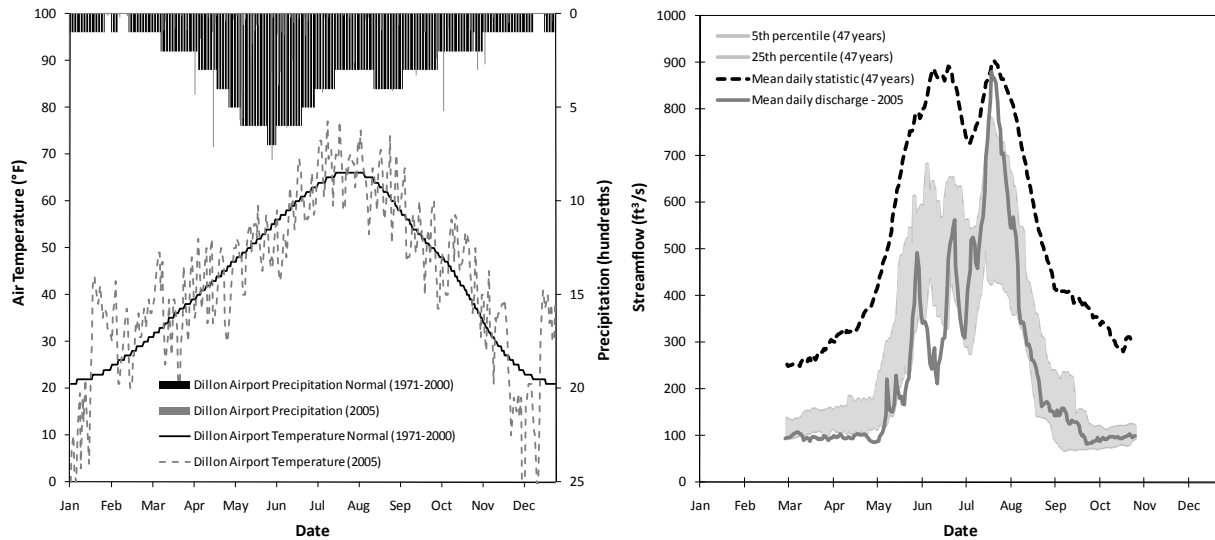 100
90
80
70
60
50
40
30
20
10
0
Air Temperature (°F)
0
5
10
15
20
25
Precipitation (hundreths)
Dillon Airport Precipitation Normal (1971-2000)
Dillon Airport Precipitation (2005)
Dillon Airport Temperature Normal (1971-2000)
Dillon Airport Temperature (2005)
Jan Feb Mar Apr May Jun Jul Aug Sep Oct Nov Dec
Date
1000
900
800
700
600
500
400
300
200
100
0
Streamflow (ft³/s)
5th percentile (47 years)
25th percentile (47 years)
Mean daily statistic (47 years)
Mean daily discharge - 2005
Jan Feb Mar Apr May Jun Jul Aug Sep Oct Nov Dec
Date